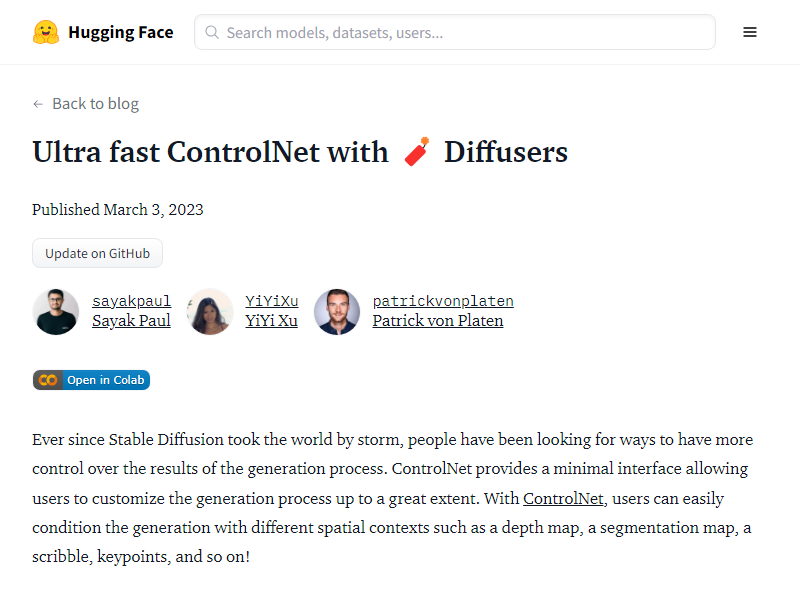 Hugging Face
Search models, datasets, users...
← Back to blog
Ultra fast ControlNet with 🧨 Diffusers
Published March 3, 2023
Update on GitHub
sayakpaul
Sayak Paul
YiYiXu
YiYi Xu
patrickvonplaten
Patrick von Platen
Open in Colab
Ever since Stable Diffusion took the world by storm, people have been looking for ways to have more
control over the results of the generation process. ControlNet provides a minimal interface allowing
users to customize the generation process up to a great extent. With ControlNet, users can easily
condition the generation with different spatial contexts such as a depth map, a segmentation map, a
scribble, keypoints, and so on!